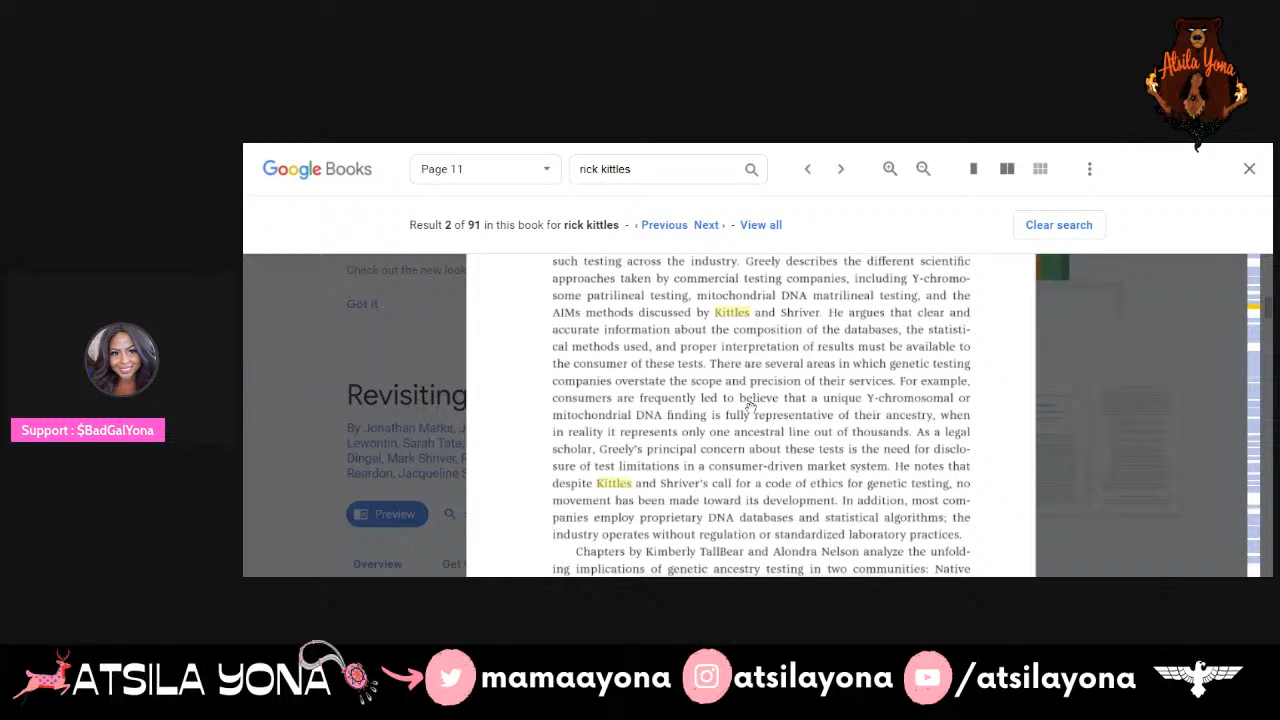 Atsila Yona
Google Books
Page 11
rick kittles
Result 2 of 91 in this book for rick kittles - ‹ Previous Next › - View all
Clear search
Check out the new look
Got it
such testing across the industry. Greely describes the different scientific
approaches taken by commercial testing companies, including Y-chromo-
some patrilineal testing, mitochondrial DNA matrilineal testing, and the
AIMs methods discussed by Kittles and Shriver. He argues that clear and
accurate information about the composition of the databases, the statisti-
cal methods used, and proper interpretation of results must be available to
the consumer of these tests. There are several areas in which genetic testing
companies overstate the scope and precision of their services. For example,
consumers are frequently led to believe that a unique Y-chromosomal or
mitochondrial DNA finding is fully representative of their ancestry, when
in reality it represents only one ancestral line out of thousands. As a legal
scholar, Greely's principal concern about these tests is the need for disclo-
sure of test limitations in a consumer-driven market system. He notes that
despite Kittles and Shriver's call for a code of ethics for genetic testing, no
movement has been made toward its development. In addition, most com-
panies employ proprietary DNA databases and statistical algorithms; the
industry operates without regulation or standardized laboratory practices.
Chapters by Kimberly TallBear and Alondra Nelson analyze the unfold-
ing implications of genetic ancestry testing in two communities: Native
Revisiting
By Jonathan Marks, J
Lewontin, Sarah Tate,
Dingel, Mark Shriver, F
Reardon, Jacqueline S
Preview
Overview
Get
Support : $BadGalYona
ATSILA YONA
mamaayona
atsilayona
/atsilayona